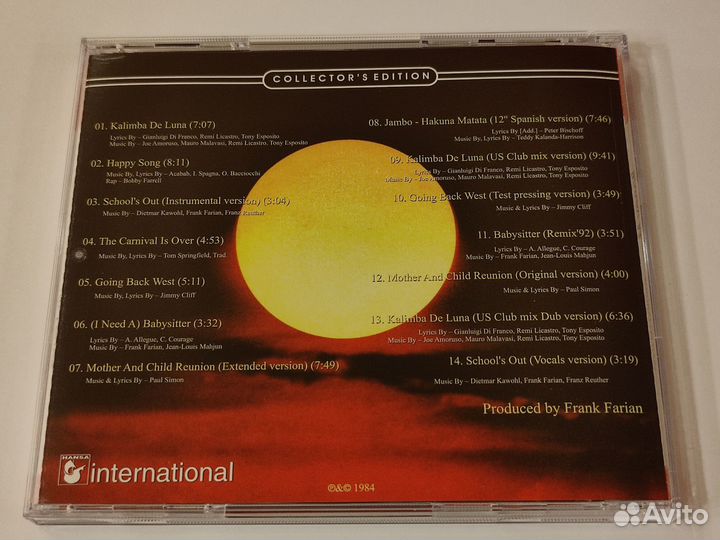 COLLECTOR'S EDITION
01. Kalimba De Luna (7:07)
Lyrics By – Gianluigi Di Franco, Remi Licastro, Tony Esposito
Music By – Joe Amoruso, Mauro Malavasi, Remi Licastro, Tony Esposito
02. Happy Song (8:11)
Music By, Lyrics By – Acabah, I. Spagna, O. Bacciocchi
Rap – Bobby Farrell
03. School's Out (Instrumental version) (3:04)
Music By – Dietmar Kawohl, Frank Farian, Franz Reuther
04. The Carnival Is Over (4:53)
Music By, Lyrics By – Tom Springfield, Trad
05. Going Back West (5:11)
Music By, Lyrics By – Jimmy Cliff
06. (I Need A) Babysitter (3:32)
Lyrics By – A. Allegue, C. Courage
Music By – Frank Farian, Jean-Louis Mahjun
07. Mother And Child Reunion (Extended version) (7:49)
Music & Lyrics By – Paul Simon
08. Jambo - Hakuna Matata (12" Spanish version) (7:46)
Lyrics By [Add.] – Peter Bischoff
Music By, Lyrics By – Teddy Kalanda-Harrison
09. Kalimba De Luna (US Club mix version) (9:41)
Lyrics By – Gianluigi Di Franco, Remi Licastro, Tony Esposito
Music By – Joe Amoruso, Mauro Malavasi, Remi Licastro, Tony Esposito
10. Going Back West (Test pressing version) (3:49)
Music By, Lyrics By – Jimmy Cliff
11. Babysitter (Remix'92) (3:51)
Lyrics By – A. Allegue, C. Courage
Music By – Frank Farian, Jean-Louis Mahjun
12. Mother And Child Reunion (Original version) (4:00)
Music & Lyrics By – Paul Simon
13. Kalimba De Luna (US Club mix Dub version) (6:36)
Lyrics By – Gianluigi Di Franco, Remi Licastro, Tony Esposito
Music By – Joe Amoruso, Mauro Malavasi, Remi Licastro, Tony Esposito
14. School's Out (Vocals version) (3:19)
Music By – Dietmar Kawohl, Frank Farian, Franz Reuther
Produced by Frank Farian
HANSA
international
℗&© 1984
Avito